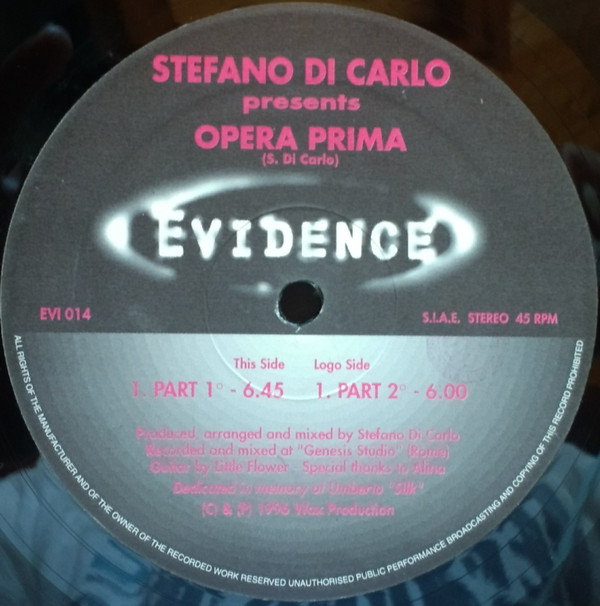 STEFANO DI CARLO
presents
OPERA PRIMA
(S. Di Carlo)
EVIDENCE
EVI 014
S.I.A.E. STEREO 45 RPM
This Side Logo Side
1. PART 1° - 6.45 1. PART 2° - 6.00
Produced, arranged and mixed by Stefano Di Carlo
Recorded and mixed at "Genesis Studio" (Rome)
Guitar by Little Flower - Special thanks to
Dedicated in memory of Umberto "Silk"
(C) & (P) 1996 Wax Production
ALL RIGHTS OF THE MANUFACTURER AND OF THE OWNER OF THE RECORDED WORK RESERVED UNAUTHORISED PUBLIC PERFORMANCE BROADCASTING AND COPYING OF THIS RECORD PROHIBITED